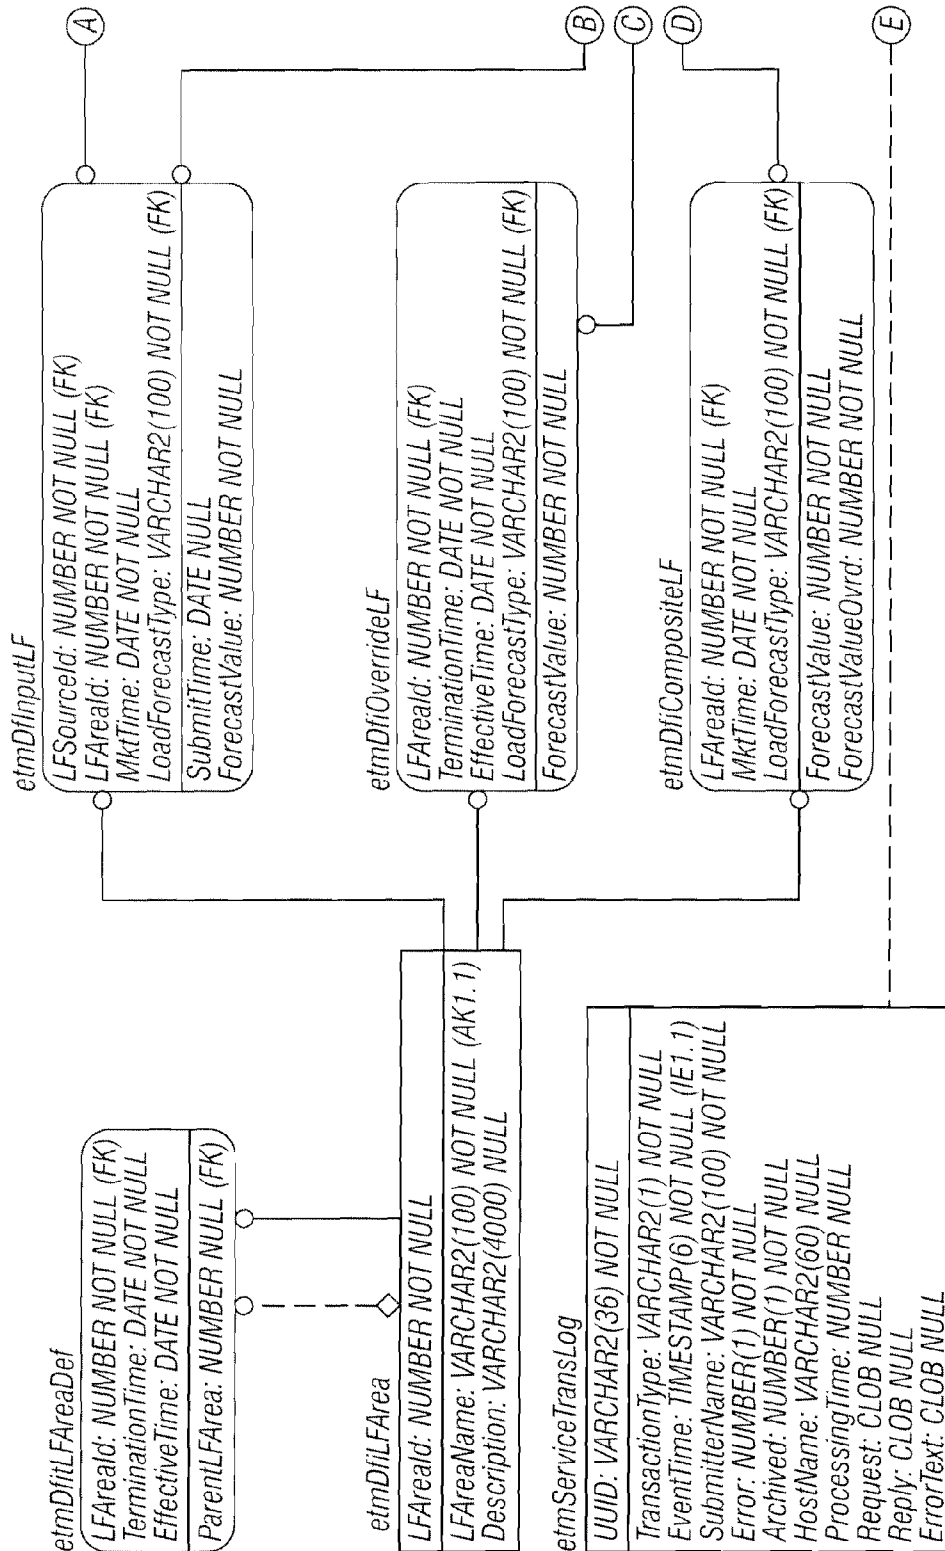 etmDfitLFAreaDef
LFAreaId: NUMBER NOT NULL (FK)
TerminationTime: DATE NOT NULL
EffectiveTime: DATE NOT NULL
ParentLFArea: NUMBER NULL (FK)
etmDfiLFArea
LFAreaId: NUMBER NOT NULL
LFAreaName: VARCHAR2(100) NOT NULL (AK1.1)
Description: VARCHAR2(4000) NULL
etmServiceTransLog
UUID: VARCHAR2(36) NOT NULL
TransactionType: VARCHAR2(1) NOT NULL
EventTime: TIMESTAMP(6) NOT NULL (IE1.1)
SubmitterName: VARCHAR2(100) NOT NULL
Error: NUMBER(1) NOT NULL
Archived: NUMBER(1) NOT NULL
HostName: VARCHAR2(60) NULL
ProcessingTime: NUMBER NULL
Request: CLOB NULL
Reply: CLOB NULL
ErrorText: CLOB NULL
etmDfiInputLF
LFSourceId: NUMBER NOT NULL (FK)
LFAreaId: NUMBER NOT NULL (FK)
MktTime: DATE NOT NULL
LoadForecastType: VARCHAR2(100) NOT NULL (FK)
SubmitTime: DATE NULL
ForecastValue: NUMBER NOT NULL
etmDfiOverrideLF
LFAreaId: NUMBER NOT NULL (FK)
TerminationTime: DATE NOT NULL
EffectiveTime: DATE NOT NULL
LoadForecastType: VARCHAR2(100) NOT NULL (FK)
ForecastValue: NUMBER NOT NULL
etmDfiCompositeLF
LFAreaId: NUMBER NOT NULL (FK)
MktTime: DATE NOT NULL
LoadForecastType: VARCHAR2(100) NOT NULL (FK)
ForecastValue: NUMBER NOT NULL
ForecastValueOvrd: NUMBER NOT NULL
A
B
C
D
E